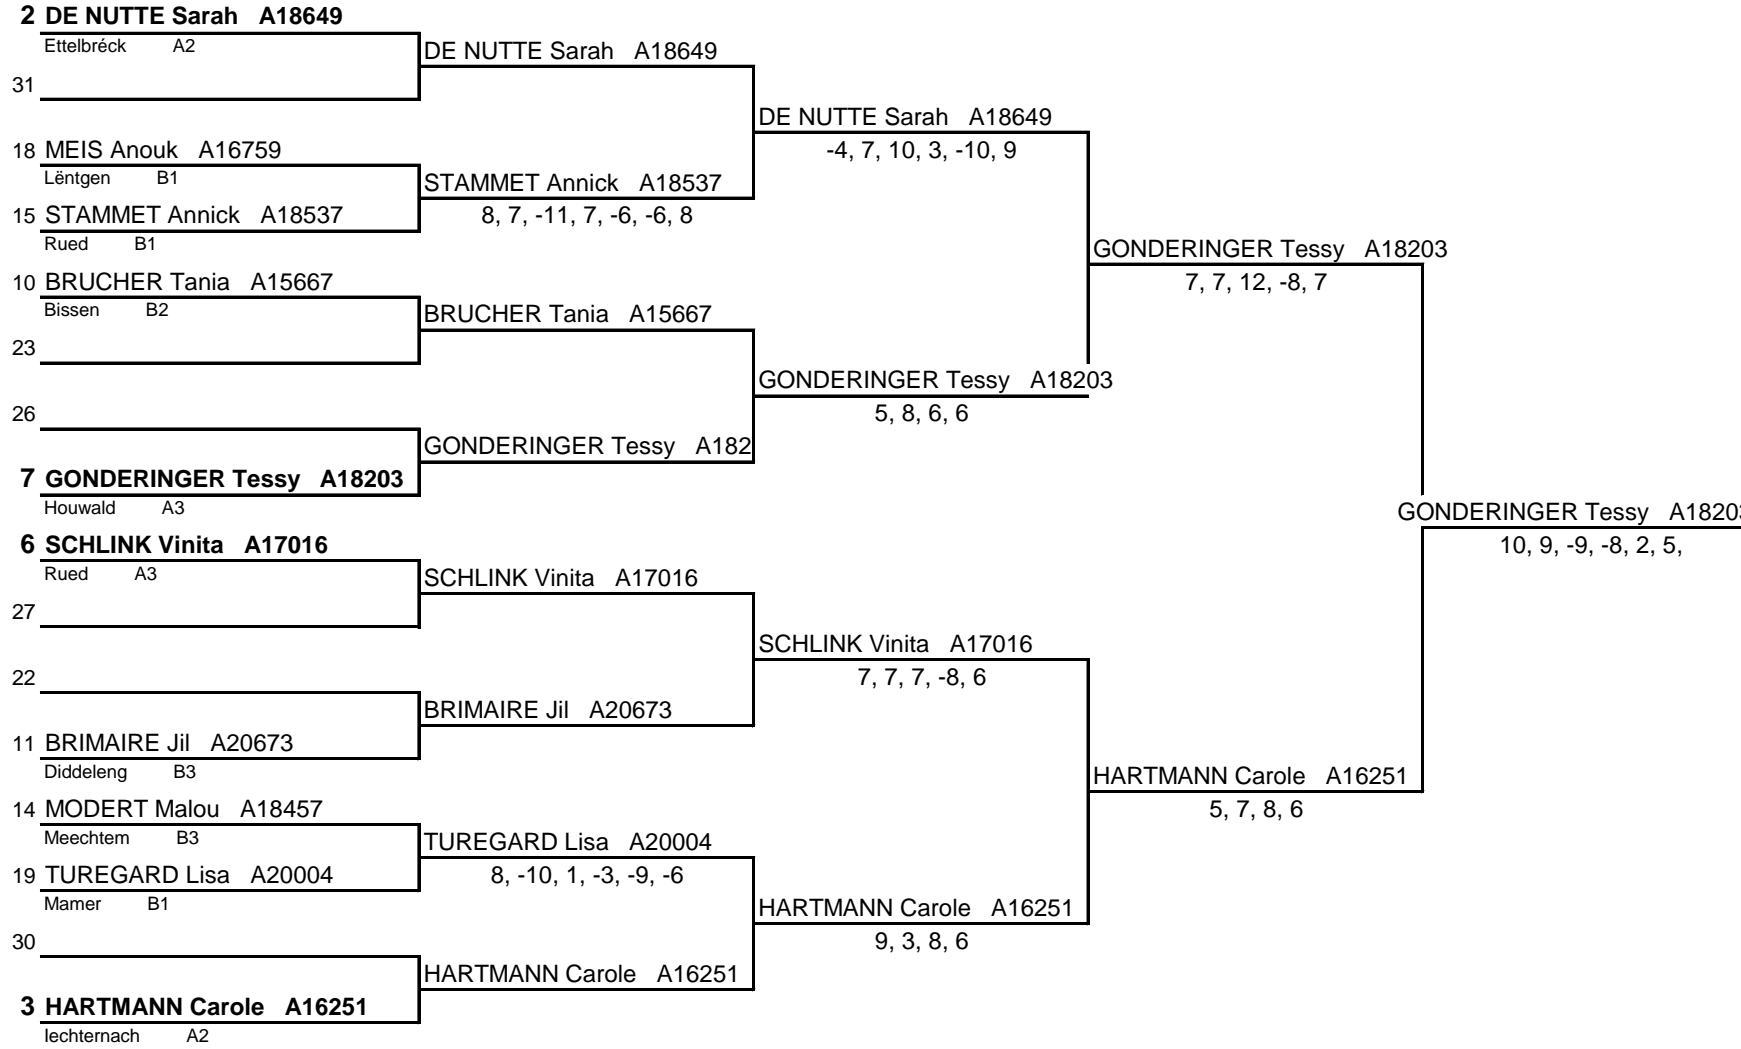 2 DE NUTTE Sarah A18649
Ettelbréck A2
DE NUTTE Sarah A18649
31
DE NUTTE Sarah A18649
-4, 7, 10, 3, -10, 9
18 MEIS Anouk A16759
Lëntgen B1
STAMMET Annick A18537
8, 7, -11, 7, -6, -6, 8
15 STAMMET Annick A18537
Rued B1
GONDERINGER Tessy A18203
7, 7, 12, -8, 7
10 BRUCHER Tania A15667
Bissen B2
BRUCHER Tania A15667
23
GONDERINGER Tessy A18203
5, 8, 6, 6
26
GONDERINGER Tessy A182
7 GONDERINGER Tessy A18203
Houwald A3
GONDERINGER Tessy A18203
10, 9, -9, -8, 2, 5,
6 SCHLINK Vinita A17016
Rued A3
SCHLINK Vinita A17016
27
SCHLINK Vinita A17016
7, 7, 7, -8, 6
22
BRIMAIRE Jil A20673
11 BRIMAIRE Jil A20673
Diddeleng B3
HARTMANN Carole A16251
5, 7, 8, 6
14 MODERT Malou A18457
Meechtem B3
TUREGARD Lisa A20004
8, -10, 1, -3, -9, -6
19 TUREGARD Lisa A20004
Mamer B1
HARTMANN Carole A16251
9, 3, 8, 6
30
HARTMANN Carole A16251
3 HARTMANN Carole A16251
Iechternach A2